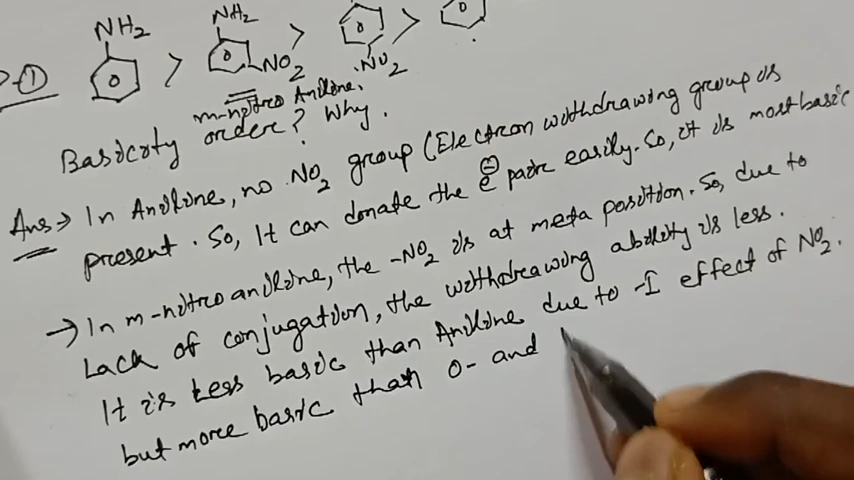 NH₂ NH₂
> NO₂ > NO₂ >
m-nitro Aniline.
Basicity order? Why.
Ans → In Aniline, no NO₂ group (Electron withdrawing group is
present. So, It can donate the e⊖ pair easily. So, it is most basic
→ In m-nitro aniline, the -NO₂ is at meta position. So, due to
Lack of conjugation, the withdrawing ability is less.
It is Less basic than Aniline due to -I effect of NO₂.
but more basic than o- and